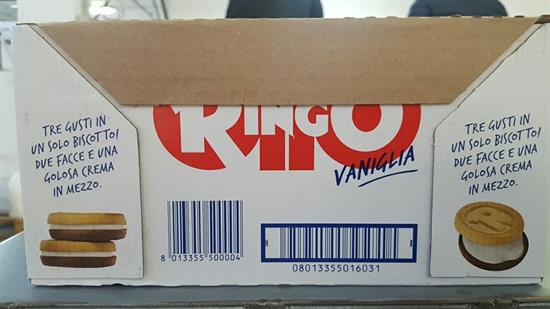 TRE GUSTI IN
UN SOLO BISCOTTO!
DUE FACCE E UNA
GOLOSA CREMA
IN MEZZO.
RINGO
VANIGLIA
8 013355 500004
08013355016031
TRE GUSTI IN
UN SOLO BISCOTTO!
DUE FACCE E UNA
GOLOSA CREMA
IN MEZZO.